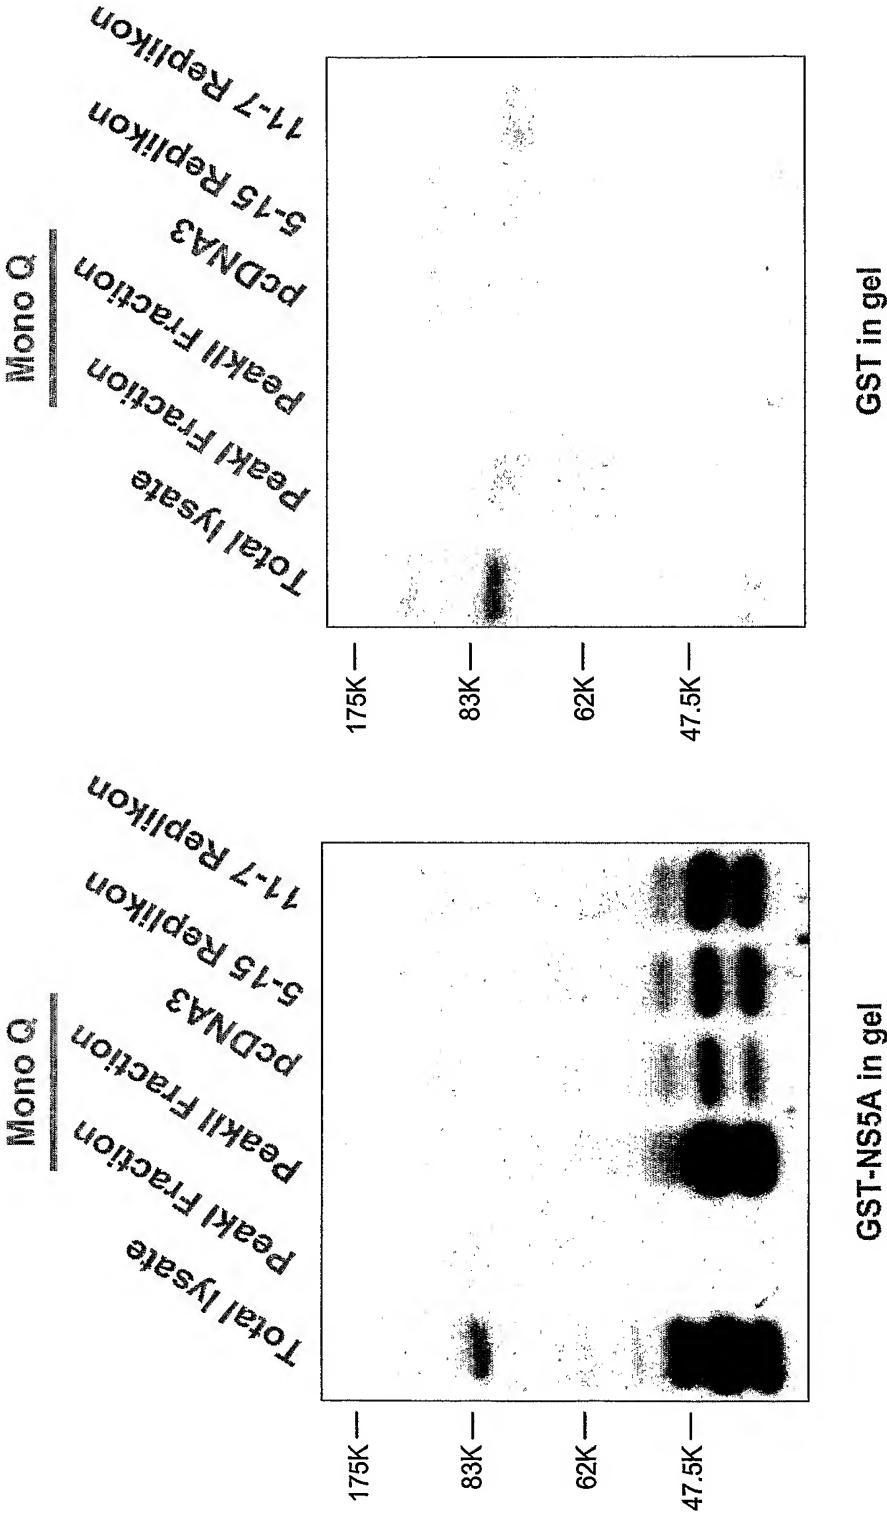 Mono Q
Total lysate
PeakI Fraction
PeakII Fraction
pcDNA3
5-15 Replikon
11-7 Replikon
175K
83K
62K
47.5K
GST-NS5A in gel
Mono Q
Total lysate
PeakI Fraction
PeakII Fraction
pcDNA3
5-15 Replikon
11-7 Replikon
175K
83K
62K
47.5K
GST in gel